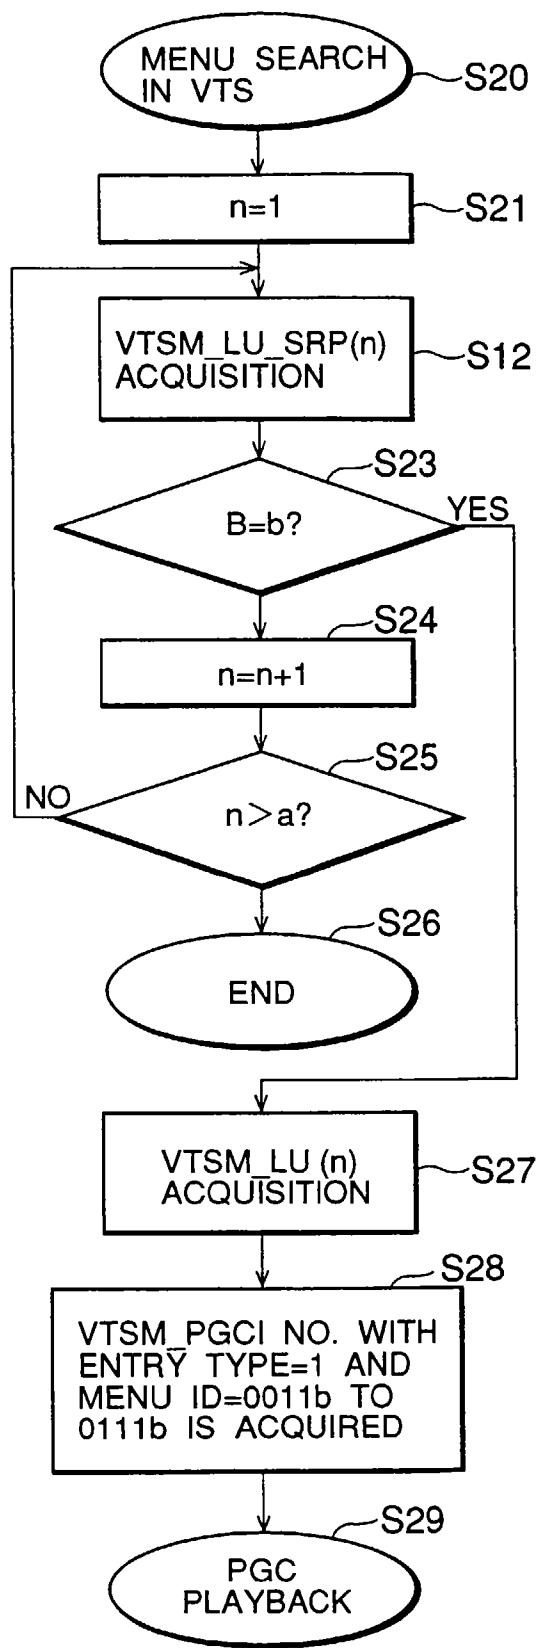 MENU SEARCH
IN VTS
S20
n=1
S21
VTSM_LU_SRP(n)
ACQUISITION
S12
S23
B=b?
YES
S24
n=n+1
S25
n>a?
NO
S26
END
VTSM_LU (n)
ACQUISITION
S27
S28
VTSM_PGCI NO. WITH
ENTRY TYPE=1 AND
MENU ID=0011b TO
0111b IS ACQUIRED
S29
PGC
PLAYBACK